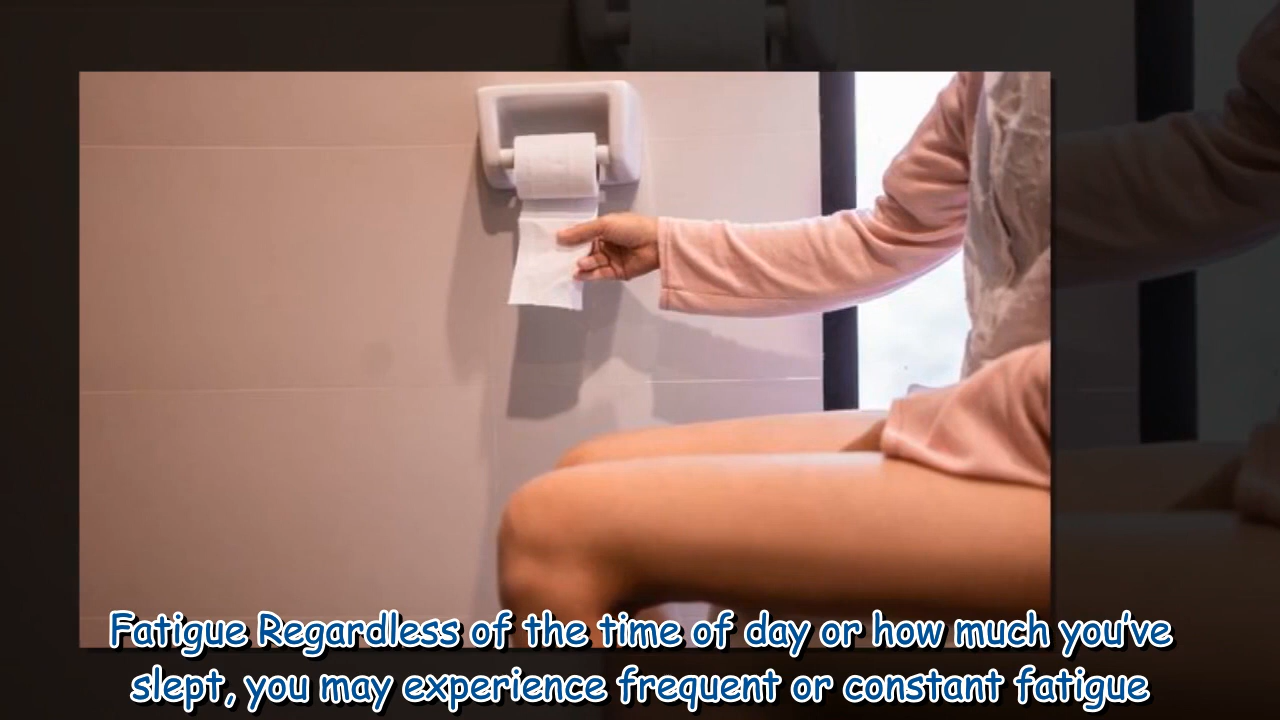 Fatigue Regardless of the time of day or how much you've
slept, you may experience frequent or constant fatigue